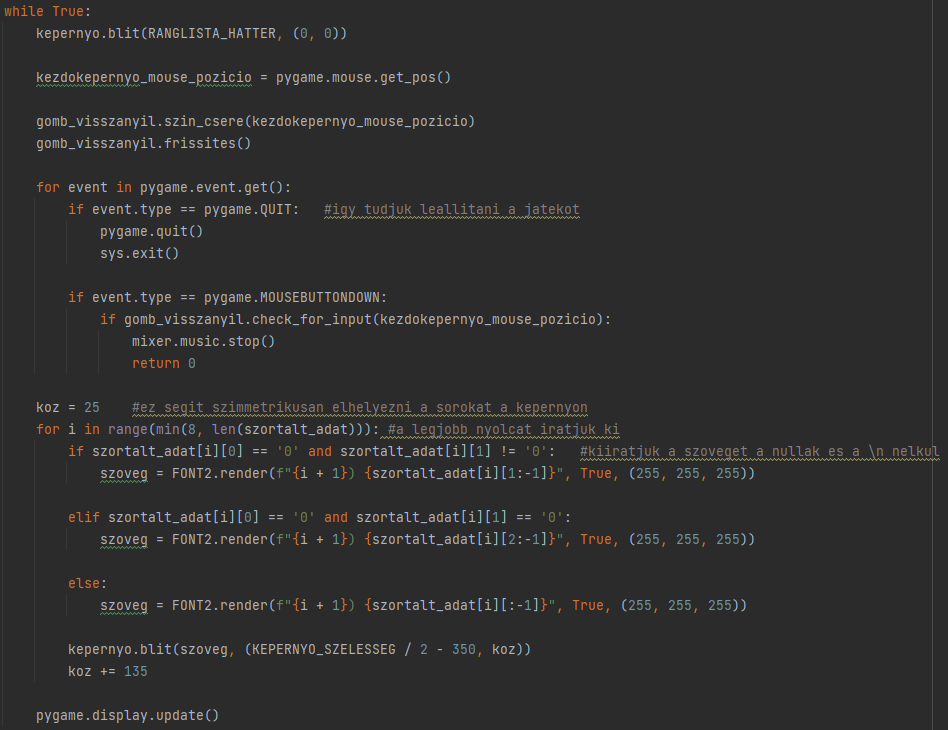 while True:
    kepernyo.blit(RANGLISTA_HATTER, (0, 0))
    kezdokepernyo_mouse_pozicio = pygame.mouse.get_pos()
    gomb_visszanyil.szin_csere(kezdokepernyo_mouse_pozicio)
    gomb_visszanyil.frissites()
    for event in pygame.event.get():
        if event.type == pygame.QUIT:   #igy tudjuk leallitani a jatekot
            pygame.quit()
            sys.exit()
        if event.type == pygame.MOUSEBUTTONDOWN:
            if gomb_visszanyil.check_for_input(kezdokepernyo_mouse_pozicio):
                mixer.music.stop()
                return 0
    koz = 25    #ez segit szimmetrikusan elhelyezni a sorokat a kepernyon
    for i in range(min(8, len(szortalt_adat))): #a legjobb nyolcat iratjuk ki
        if szortalt_adat[i][0] == '0' and szortalt_adat[i][1] != '0':   #kiiratjuk a szoveget a nullak es a \n nelkul
            szoveg = FONT2.render(f"{i + 1}) {szortalt_adat[i][1:-1]}", True, (255, 255, 255))
        elif szortalt_adat[i][0] == '0' and szortalt_adat[i][1] == '0':
            szoveg = FONT2.render(f"{i + 1}) {szortalt_adat[i][2:-1]}", True, (255, 255, 255))
        else:
            szoveg = FONT2.render(f"{i + 1}) {szortalt_adat[i][:-1]}", True, (255, 255, 255))
        kepernyo.blit(szoveg, (KEPERNYO_SZELESSEG / 2 - 350, koz))
        koz += 135
    pygame.display.update()